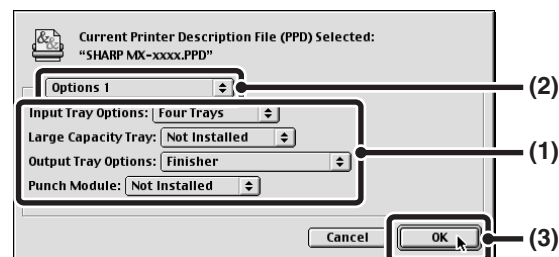 Current Printer Description File (PPD) Selected:
“SHARP MX-xxxx.PPD”
Options 1
(2)
Input Tray Options: Four Trays
Large Capacity Tray: Not Installed
(1)
Output Tray Options: Finisher
Punch Module: Not Installed
Cancel
OK
(3)